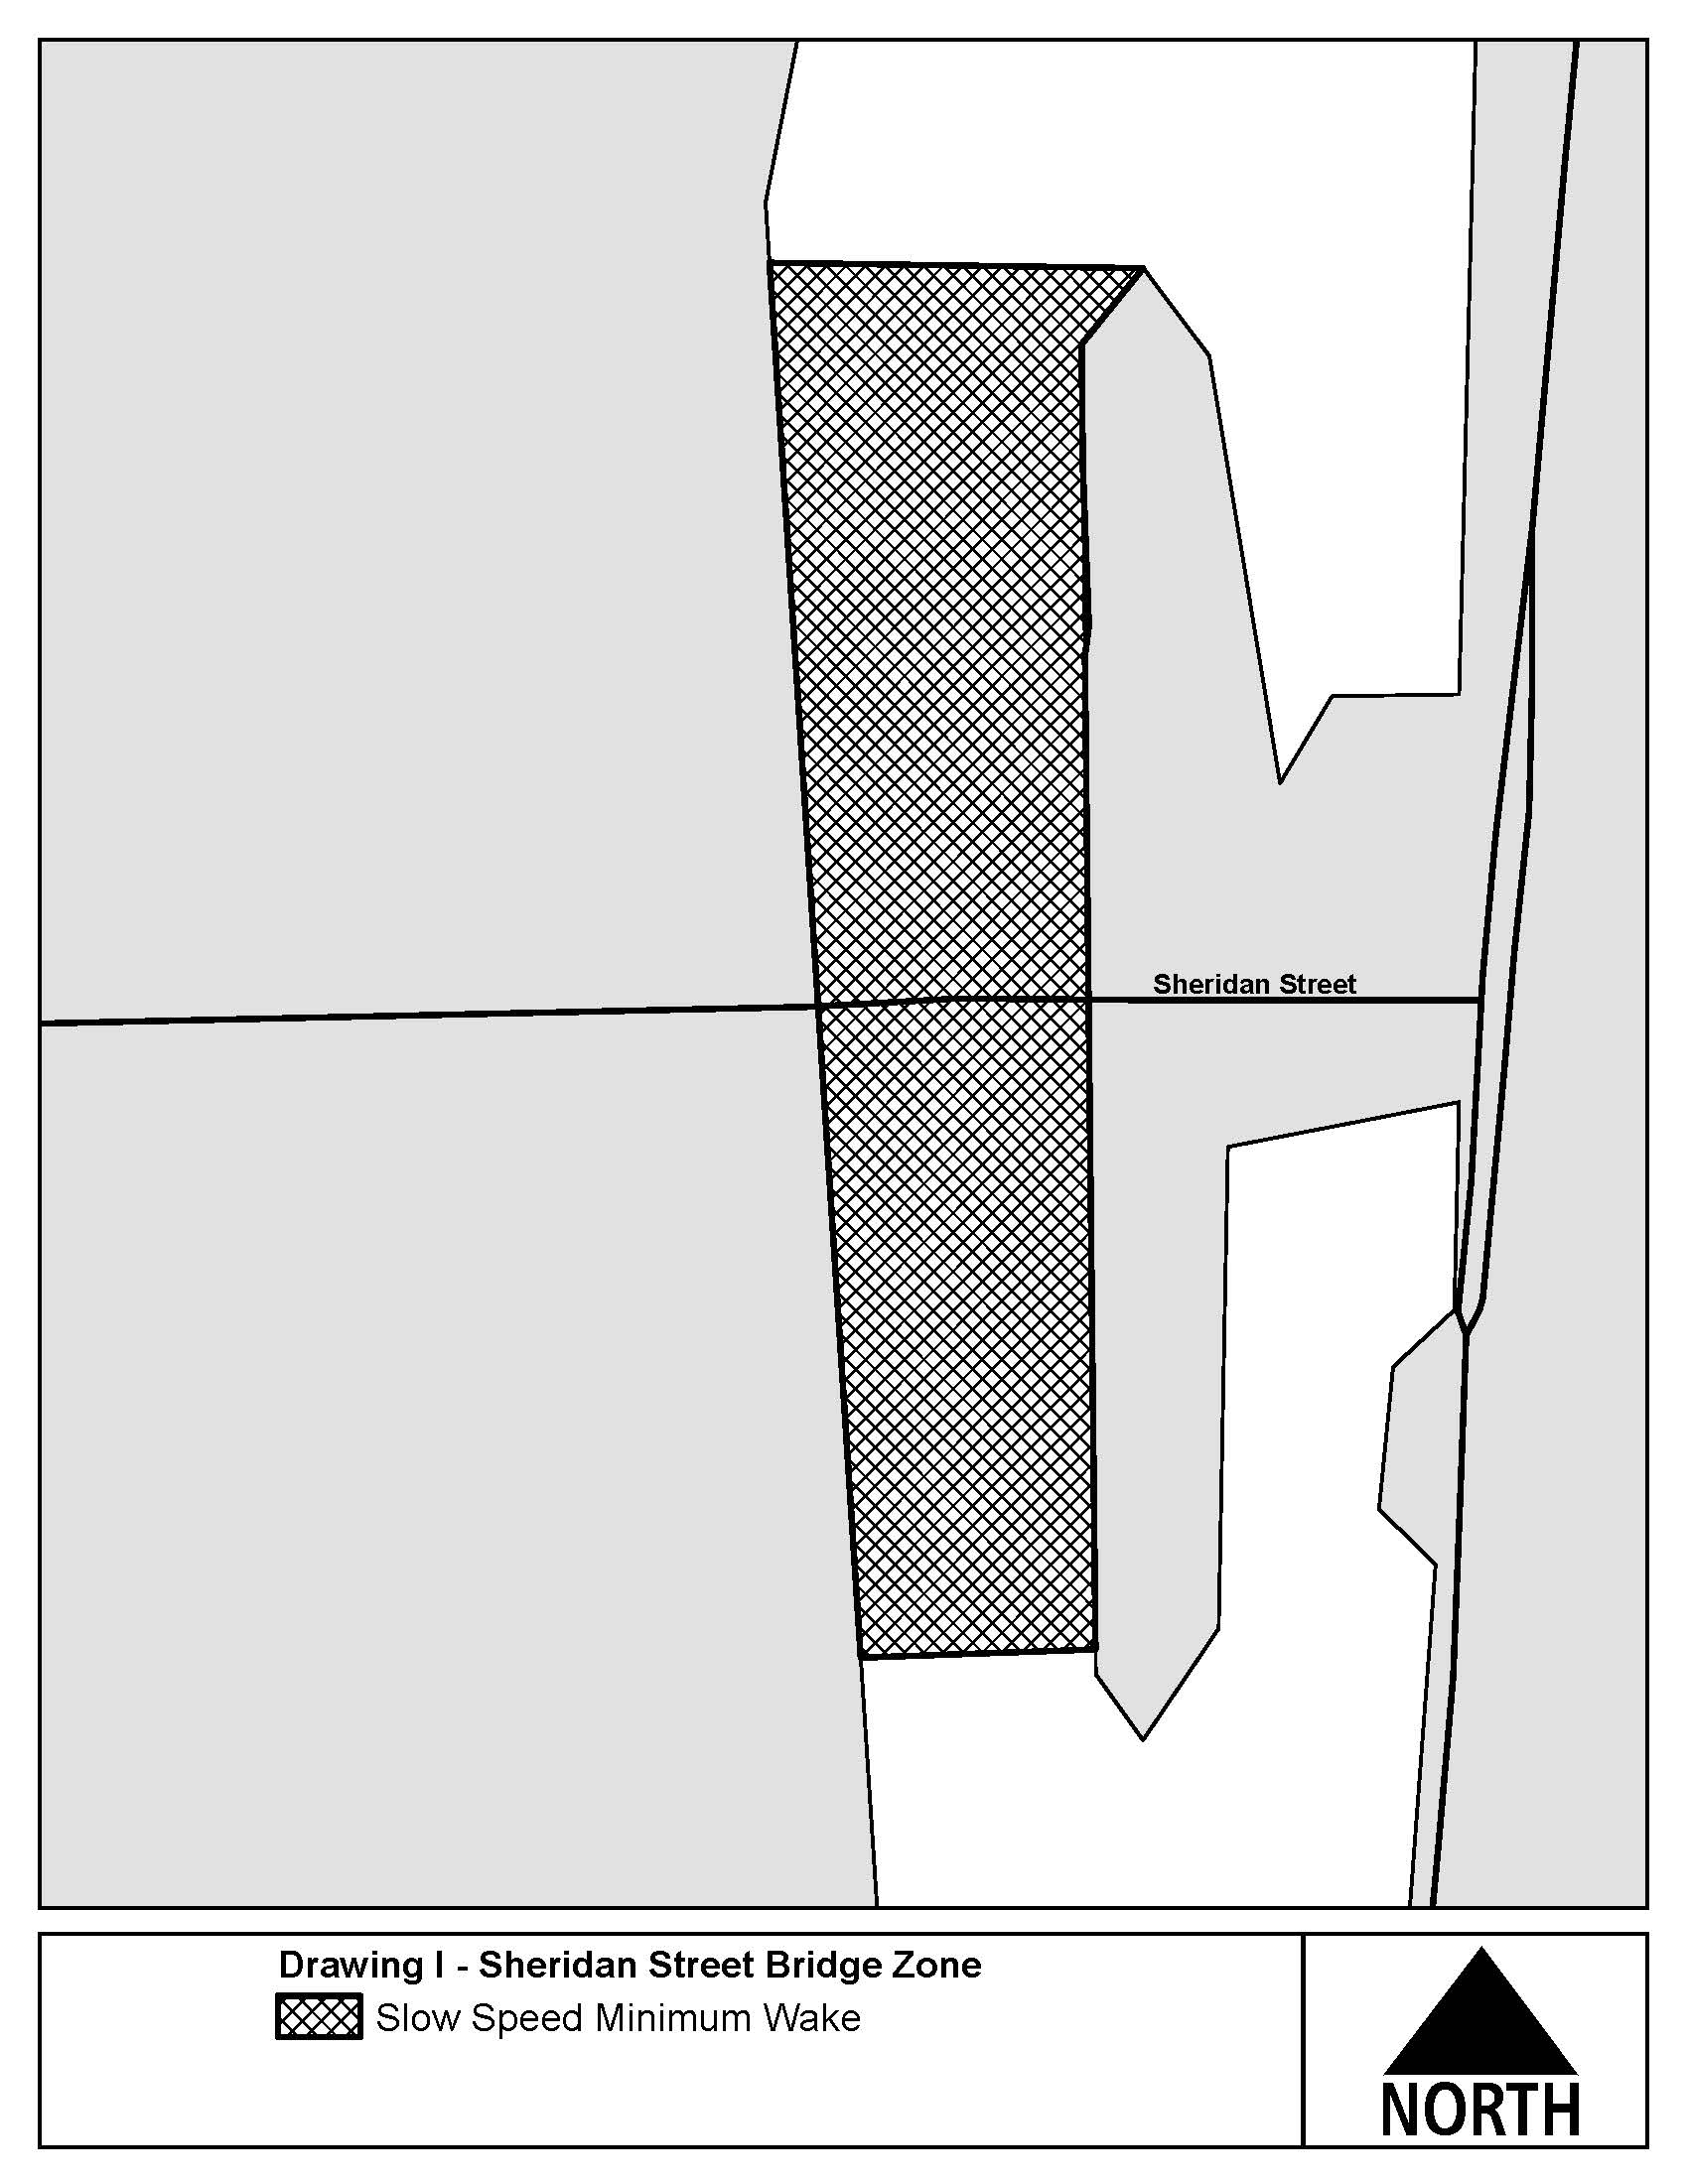 Sheridan Street
Drawing I - Sheridan Street Bridge Zone
Slow Speed Minimum Wake
NORTH